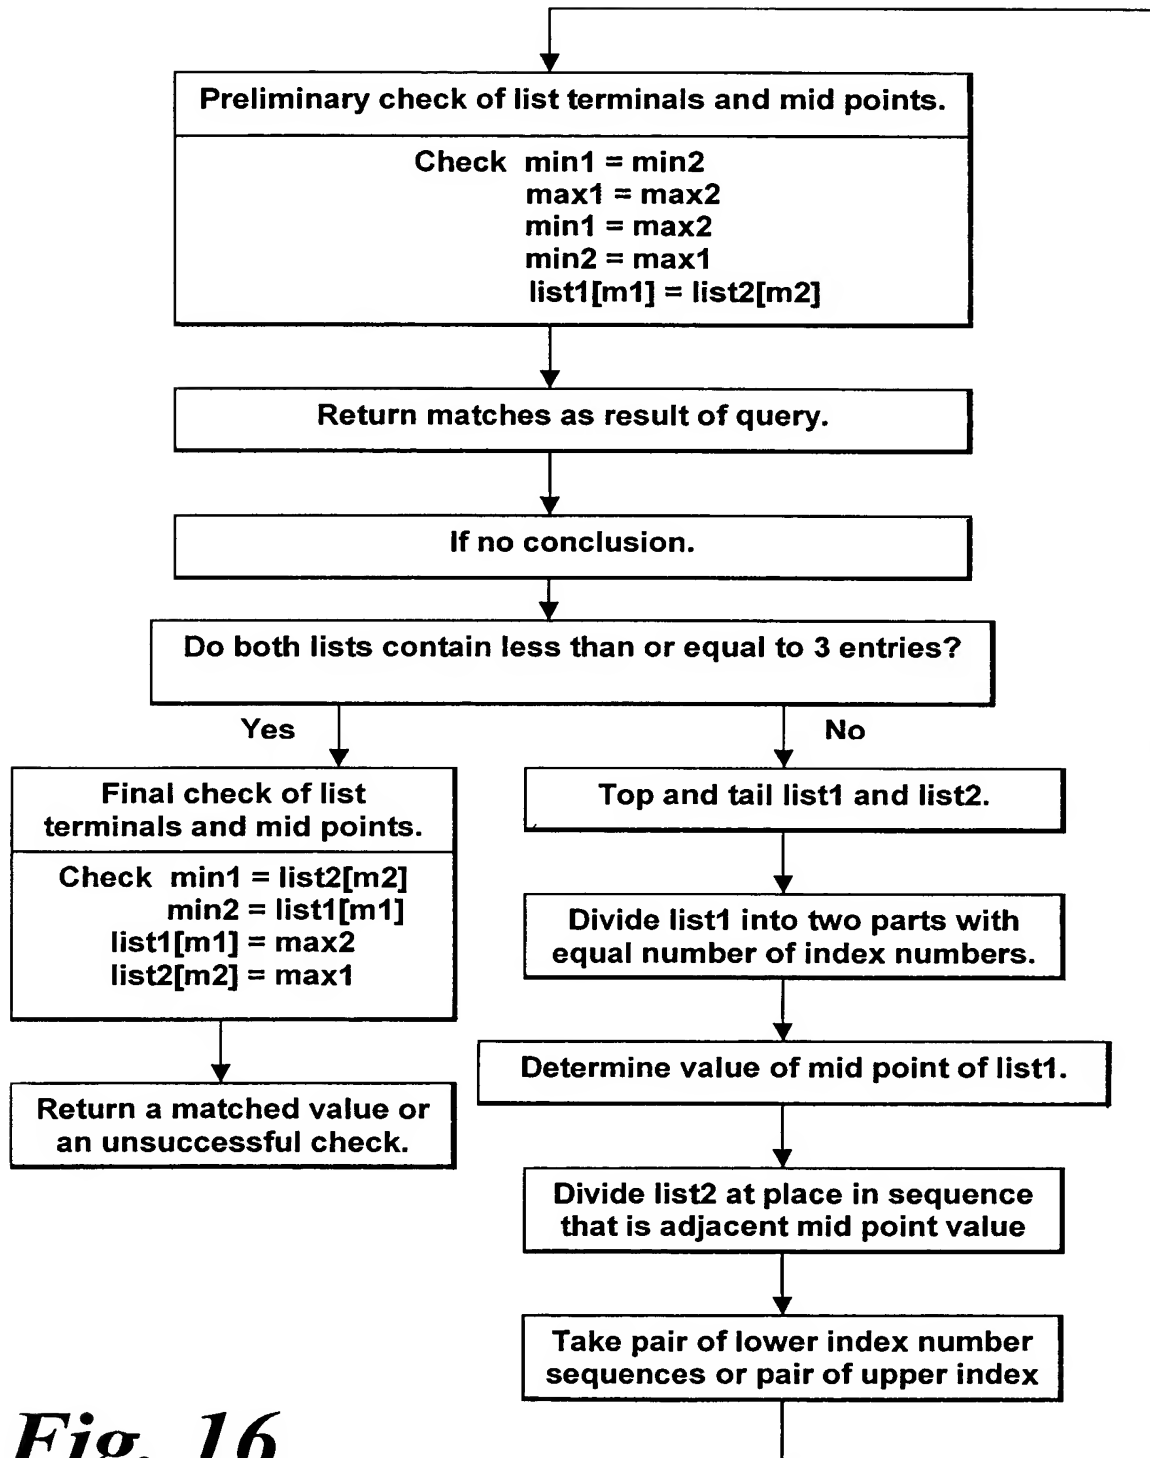 Preliminary check of list terminals and mid points.
Check min1 = min2
max1 = max2
min1 = max2
min2 = max1
list1[m1] = list2[m2]
Return matches as result of query.
If no conclusion.
Do both lists contain less than or equal to 3 entries?
Yes
No
Final check of list
terminals and mid points.
Check min1 = list2[m2]
min2 = list1[m1]
list1[m1] = max2
list2[m2] = max1
Return a matched value or
an unsuccessful check.
Top and tail list1 and list2.
Divide list1 into two parts with
equal number of index numbers.
Determine value of mid point of list1.
Divide list2 at place in sequence
that is adjacent mid point value
Take pair of lower index number
sequences or pair of upper index
Fig. 16